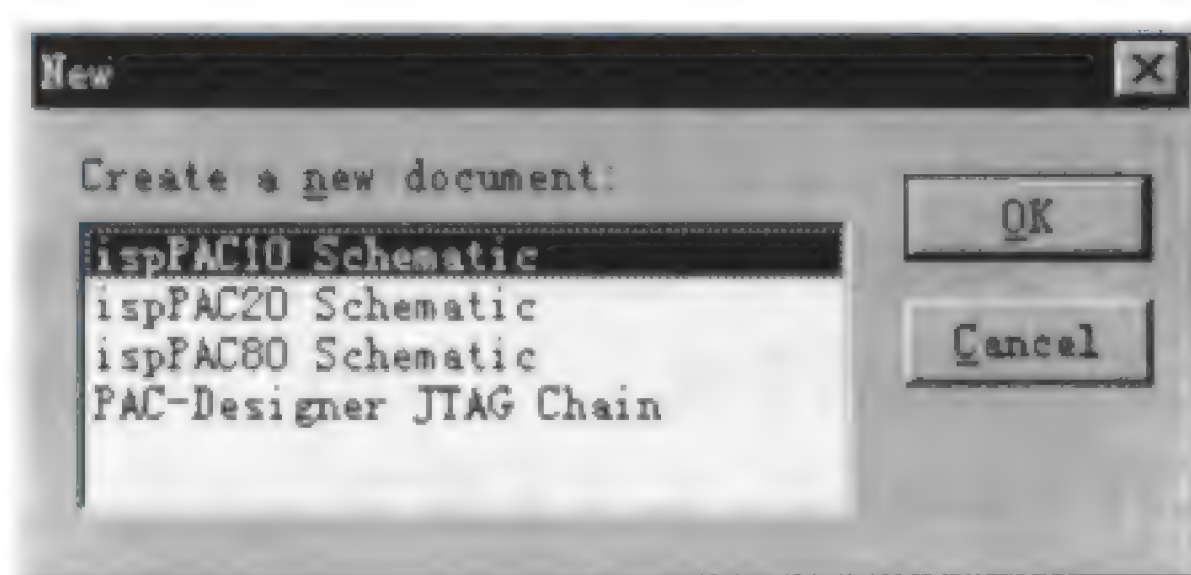 New
Create a new document:
ispPAC10 Schematic
ispPAC20 Schematic
ispPAC80 Schematic
PAC-Designer JTAG Chain
OK
Cancel